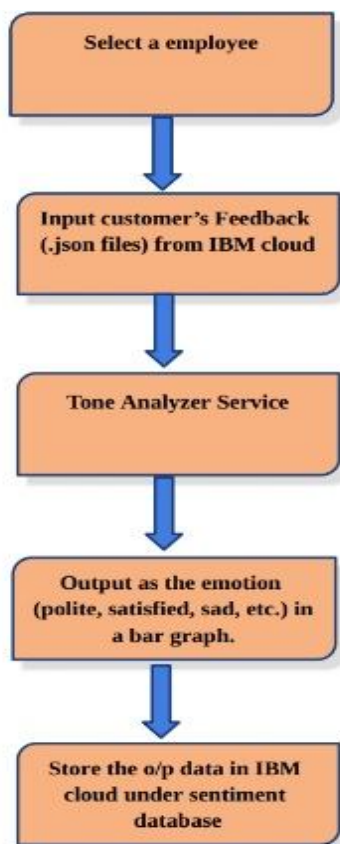 Select a employee
Input customer's Feedback
(.json files) from IBM cloud
Tone Analyzer Service
Output as the emotion
(polite, satisfied, sad, etc.) in
a bar graph.
Store the o/p data in IBM
cloud under sentiment
database